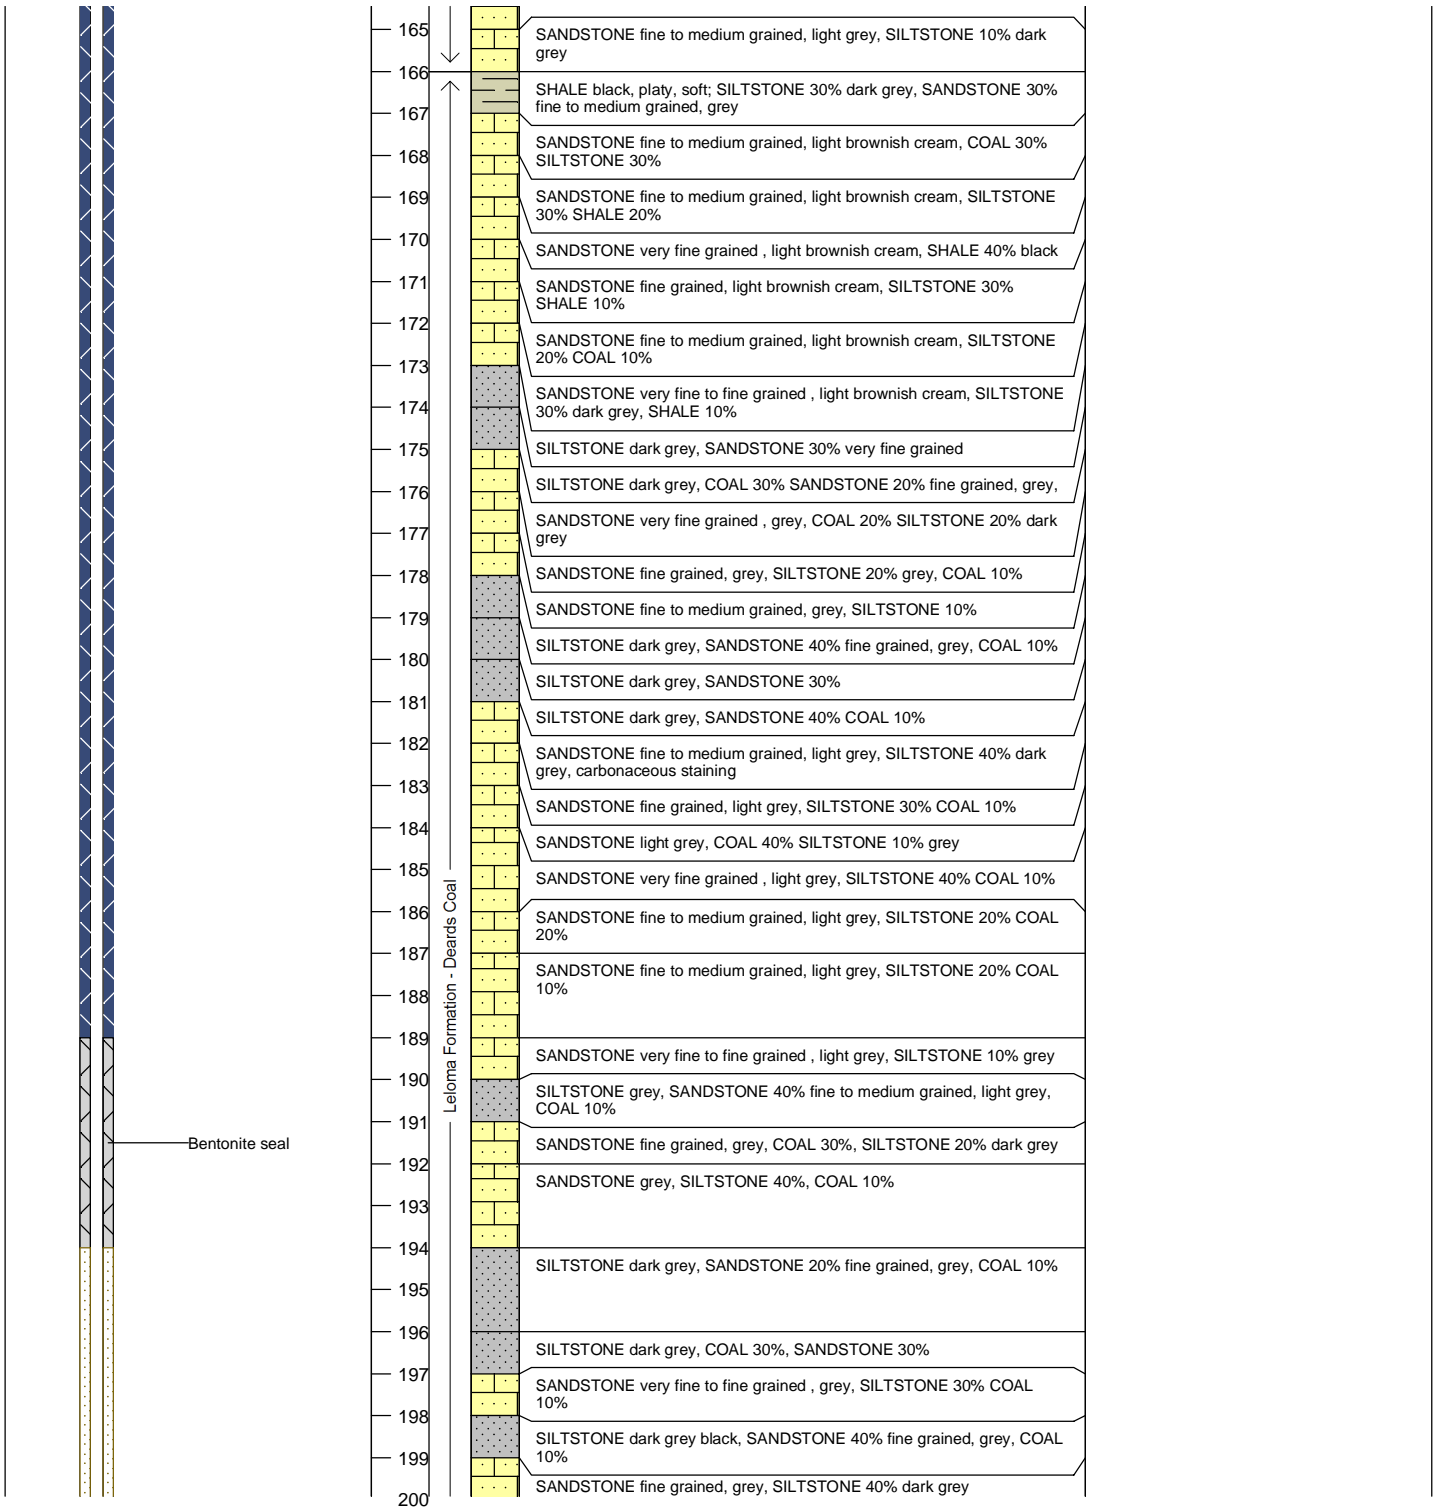 165
SANDSTONE fine to medium grained, light grey, SILTSTONE 10% dark
grey
166
SHALE black, platy, soft; SILTSTONE 30% dark grey, SANDSTONE 30%
fine to medium grained, grey
167
SANDSTONE fine to medium grained, light brownish cream, COAL 30%
SILTSTONE 30%
168
SANDSTONE fine to medium grained, light brownish cream, SILTSTONE
30% SHALE 20%
169
170
SANDSTONE very fine grained , light brownish cream, SHALE 40% black
171
SANDSTONE fine grained, light brownish cream, SILTSTONE 30%
SHALE 10%
172
SANDSTONE fine to medium grained, light brownish cream, SILTSTONE
20% COAL 10%
173
SANDSTONE very fine to fine grained , light brownish cream, SILTSTONE
30% dark grey, SHALE 10%
174
SILTSTONE dark grey, SANDSTONE 30% very fine grained
175
SILTSTONE dark grey, COAL 30% SANDSTONE 20% fine grained, grey,
176
SANDSTONE very fine grained , grey, COAL 20% SILTSTONE 20% dark
grey
177
SANDSTONE fine grained, grey, SILTSTONE 20% grey, COAL 10%
178
SANDSTONE fine to medium grained, grey, SILTSTONE 10%
179
SILTSTONE dark grey, SANDSTONE 40% fine grained, grey, COAL 10%
180
SILTSTONE dark grey, SANDSTONE 30%
181
SILTSTONE dark grey, SANDSTONE 40% COAL 10%
182
SANDSTONE fine to medium grained, light grey, SILTSTONE 40% dark
grey, carbonaceous staining
183
SANDSTONE fine grained, light grey, SILTSTONE 30% COAL 10%
184
SANDSTONE light grey, COAL 40% SILTSTONE 10% grey
185
SANDSTONE very fine grained , light grey, SILTSTONE 40% COAL 10%
186
SANDSTONE fine to medium grained, light grey, SILTSTONE 20% COAL
20%
187
SANDSTONE fine to medium grained, light grey, SILTSTONE 20% COAL
10%
188
Leloma Formation - Deards Coal
189
SANDSTONE very fine to fine grained , light grey, SILTSTONE 10% grey
190
SILTSTONE grey, SANDSTONE 40% fine to medium grained, light grey,
COAL 10%
191
Bentonite seal
SANDSTONE fine grained, grey, COAL 30%, SILTSTONE 20% dark grey
192
SANDSTONE grey, SILTSTONE 40%, COAL 10%
193
194
SILTSTONE dark grey, SANDSTONE 20% fine grained, grey, COAL 10%
195
196
SILTSTONE dark grey, COAL 30%, SANDSTONE 30%
197
SANDSTONE very fine to fine grained , grey, SILTSTONE 30% COAL
10%
198
SILTSTONE dark grey black, SANDSTONE 40% fine grained, grey, COAL
10%
199
SANDSTONE fine grained, grey, SILTSTONE 40% dark grey
200